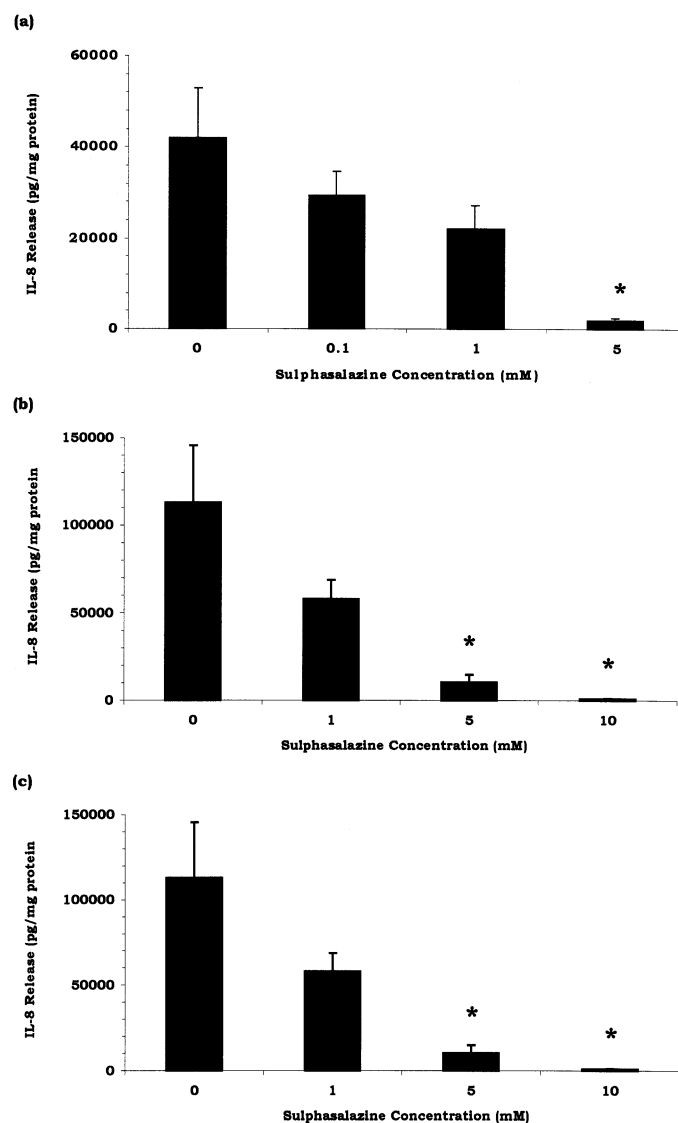 (a)
60000
40000
20000
0
IL-8 Release (pg/mg protein)
*
0 0.1 1 5
Sulphasalazine Concentration (mM)
(b)
150000
100000
50000
0
IL-8 Release (pg/mg protein
* *
0 1 5 10
Sulphasalazine Concentration (mM)
(c)
150000
100000
50000
0
IL-8 Release (pg/mg protein
* *
0 1 5 10
Sulphasalazine Concentration (mM)